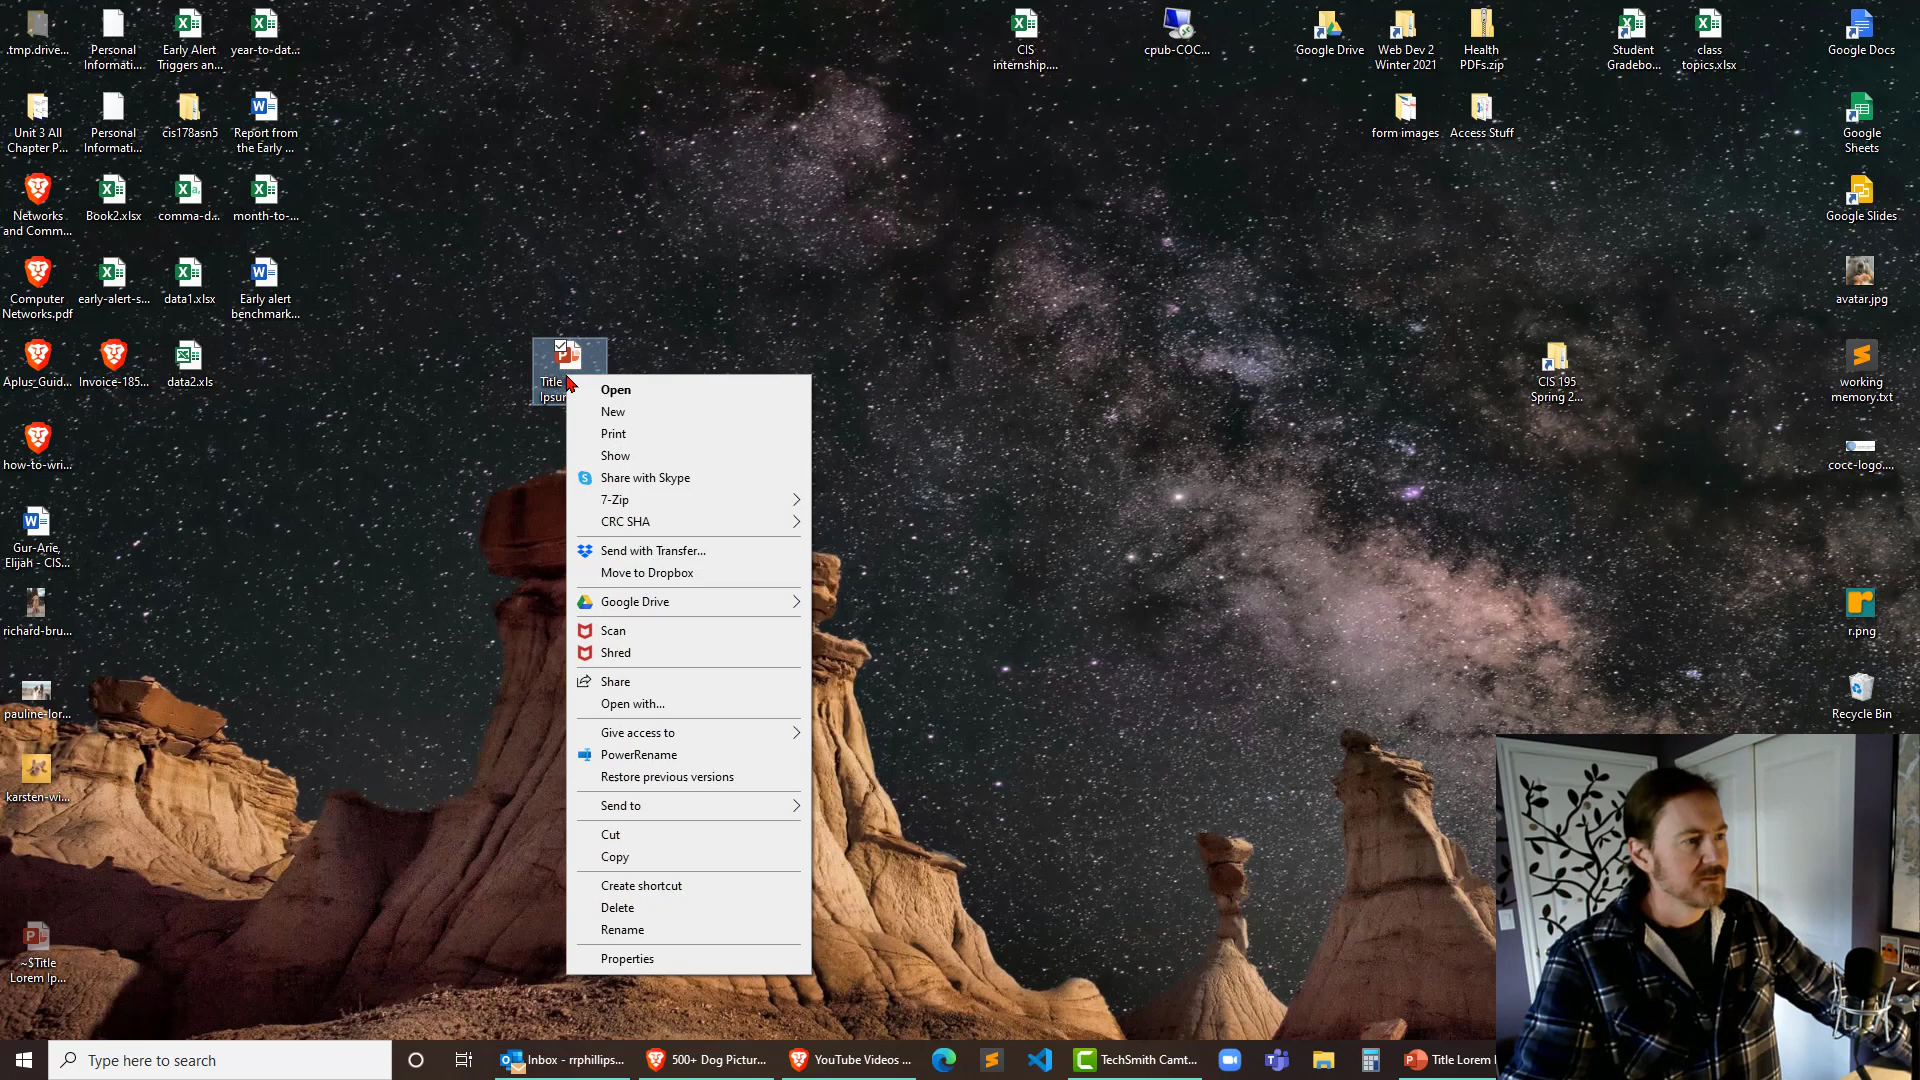 .tmp.drive...
Personal
Informati...
Early Alert
Triggers an...
year-to-dat...
CIS
internship....
cpub-COC...
Google Drive
Web Dev 2
Winter 2021
Health
PDFs.zip
Student
Gradebo...
class
topics.xlsx
Google Docs
Unit 3 All
Chapter P...
Personal
Informati...
cis178asn5
Report from
the Early ...
form images
Access Stuff
Google
Sheets
Networks
and Comm...
Book2.xlsx
comma-d...
month-to-...
Google Slides
Computer
Networks.pdf
early-alert-s...
data1.xlsx
Early alert
benchmark...
avatar.jpg
Aplus_Guid...
Invoice-185...
data2.xls
Title
CIS 195
Spring 2...
working
memory.txt
how-to-wri...
cocc-logo....
Gur-Arie,
Elijah - CIS...
richard-bru...
r.png
pauline-lor...
Recycle Bin
karsten-wi...
~$Title
Lorem Ip...
Open
New
Print
Show
Share with Skype
7-Zip
CRC SHA
Send with Transfer...
Move to Dropbox
Google Drive
Scan
Shred
Share
Open with...
Give access to
PowerRename
Restore previous versions
Send to
Cut
Copy
Create shortcut
Delete
Rename
Properties
Type here to search
Inbox - rrphillips...
500+ Dog Pictur...
YouTube Videos ...
TechSmith Camt...
Title Lorem